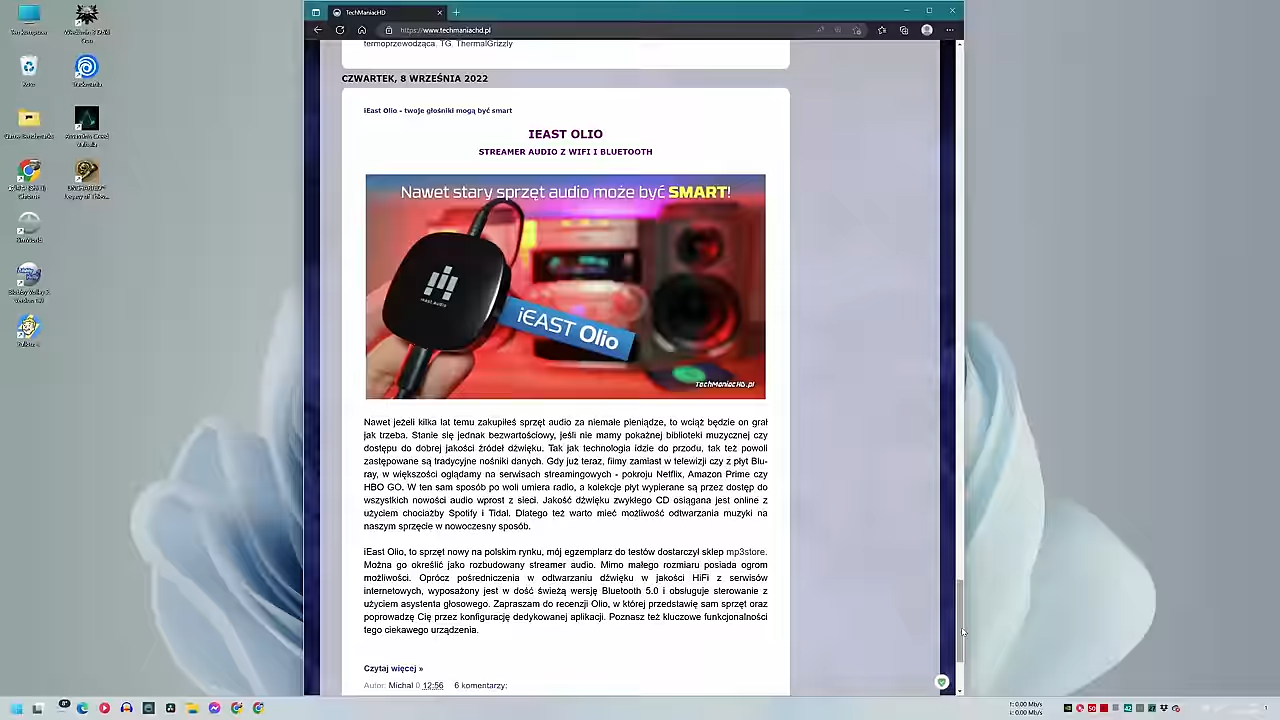 TechManiacHD
https://www.techmaniachd.pl
termoprzewodząca, TG, ThermalGrizzly
CZWARTEK, 8 WRZEŚNIA 2022
iEast Olio - twoje głośniki mogą być smart
IEAST OLIO
STREAMER AUDIO Z WIFI I BLUETOOTH
Nawet stary sprzęt audio może być SMART!
iEAST Olio
TechManiacHD.pl
Nawet jeżeli kilka lat temu zakupiłeś sprzęt audio za niemałe pieniądze, to wciąż będzie on grał
jak trzeba. Stanie się jednak bezwartościowy, jeśli nie mamy pokaźnej biblioteki muzycznej czy
dostępu do dobrej jakości źródeł dźwięku. Tak jak technologia idzie do przodu, tak też powoli
zastępowane są tradycyjne nośniki danych. Gdy już teraz, filmy zamiast w telewizji czy z płyt Blu-
ray, w większości oglądamy na serwisach streamingowych - pokroju Netflix, Amazon Prime czy
HBO GO. W ten sam sposób po woli umiera radio, a kolekcje płyt wypierane są przez dostęp do
wszystkich nowości audio wprost z sieci. Jakość dźwięku zwykłego CD osiągana jest online z
użyciem chociażby Spotify i Tidal. Dlatego też warto mieć możliwość odtwarzania muzyki na
naszym sprzęcie w nowoczesny sposób.
iEast Olio, to sprzęt nowy na polskim rynku, mój egzemplarz do testów dostarczył sklep mp3store.
Można go określić jako rozbudowany streamer audio. Mimo małego rozmiaru posiada ogrom
możliwości. Oprócz pośredniczenia w odtwarzaniu dźwięku w jakości HiFi z serwisów
internetowych, wyposażony jest w dość świeżą wersję Bluetooth 5.0 i obsługuje sterowanie z
użyciem asystenta głosowego. Zapraszam do recenzji Olio, w której przedstawię sam sprzęt oraz
poprowadzę Cię przez konfigurację dedykowanej aplikacji. Poznasz też kluczowe funkcjonalności
tego ciekawego urządzenia.
Czytaj więcej »
Autor: Michał 0 12:56 6 komentarzy:
0.00 Mb/s
0.00 Mb/s